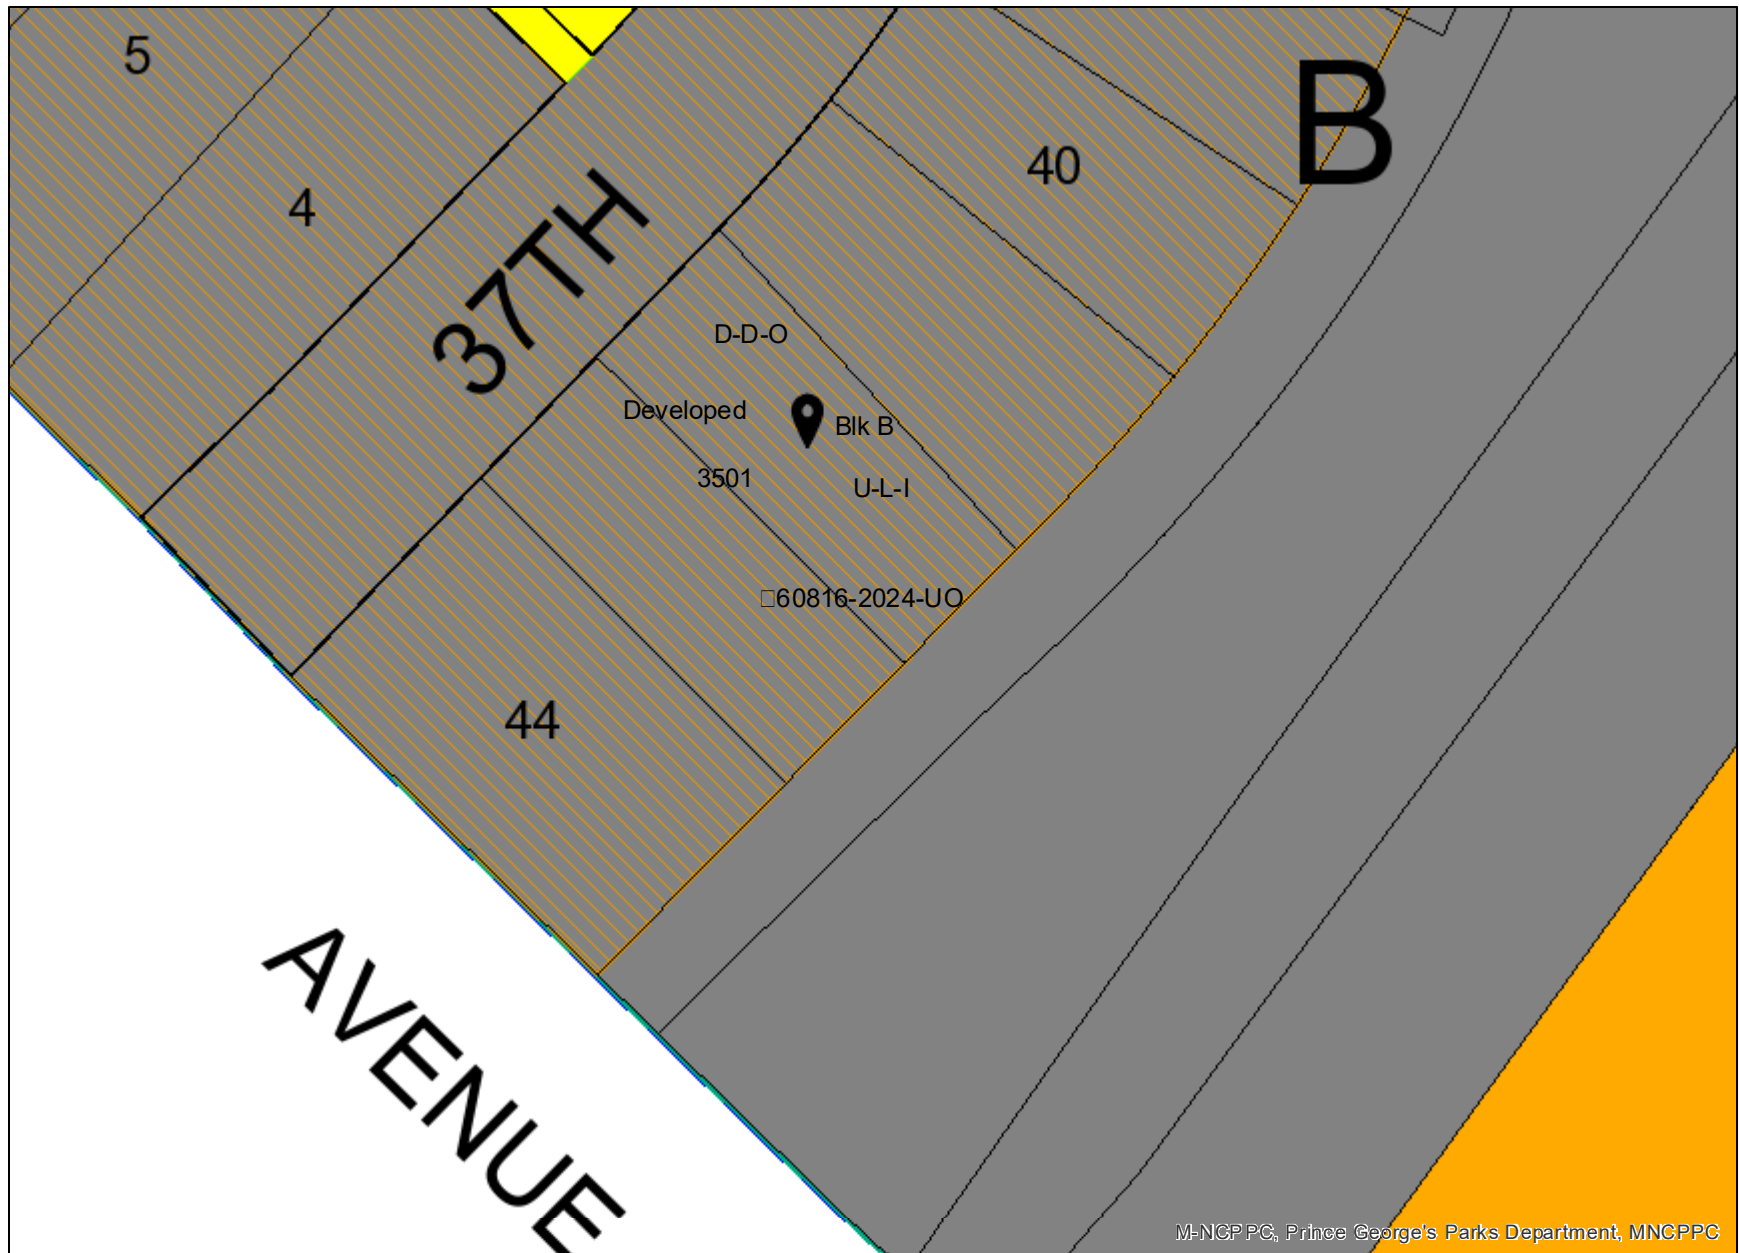 5
B
40
4
37TH
D-D-O
Developed
Blk B
3501
U-L-I
60816-2024-UO
44
AVENUE
M-NCPPC, Prince George's Parks Department, MNCPPC